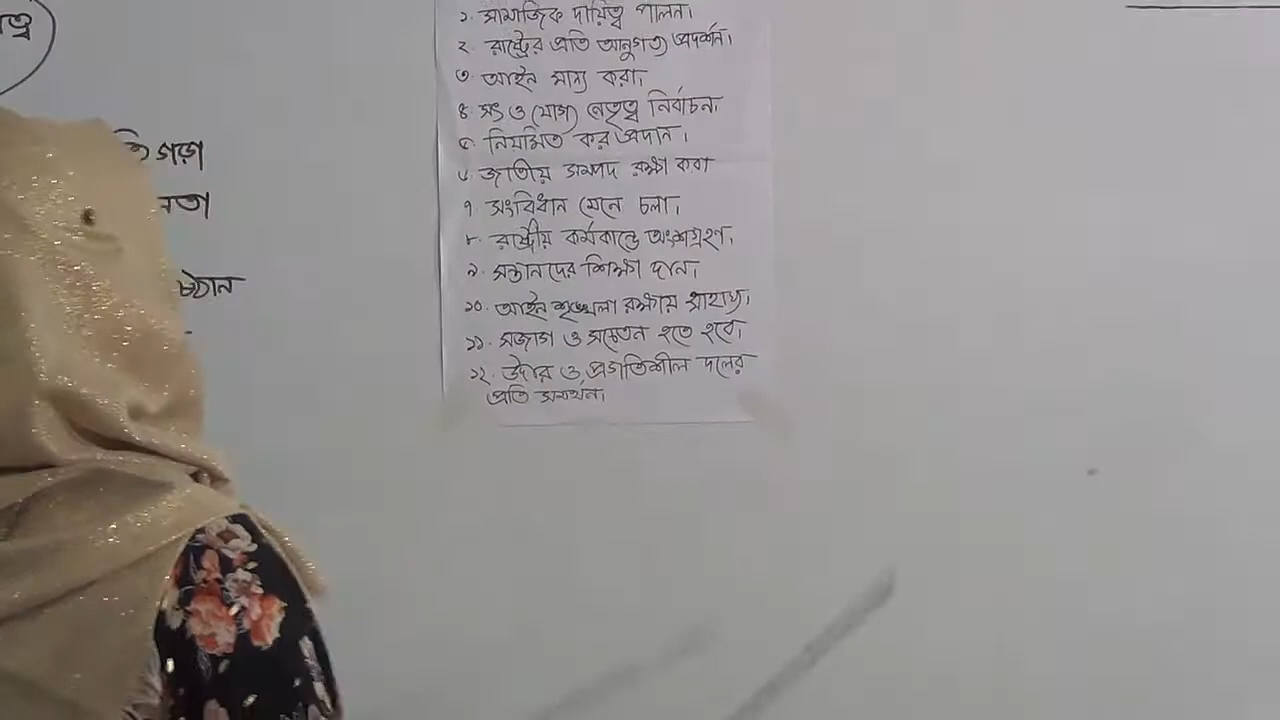 ১. সামাজিক দায়িত্ব পালন।
২. রাষ্ট্রের প্রতি আনুগত্য প্রদর্শন।
৩. আইন মান্য করা।
৪. সৎ ও যোগ্য নেতৃত্ব নির্বাচন।
৫. নিয়মিত কর প্রদান।
৬. জাতীয় সম্পদ রক্ষা করা
৭. সংবিধান মেনে চলা।
৮. রাষ্ট্রীয় কর্মকান্ডে অংশগ্রহণ।
৯. সন্তানদের শিক্ষা দান।
১০. আইন শৃঙ্খলা রক্ষায় সাহায্য।
১১. সজাগ ও সচেতন হতে হবে।
১২. উদার ও প্রগতিশীল দলের
প্রতি সমর্থন।
গড়া